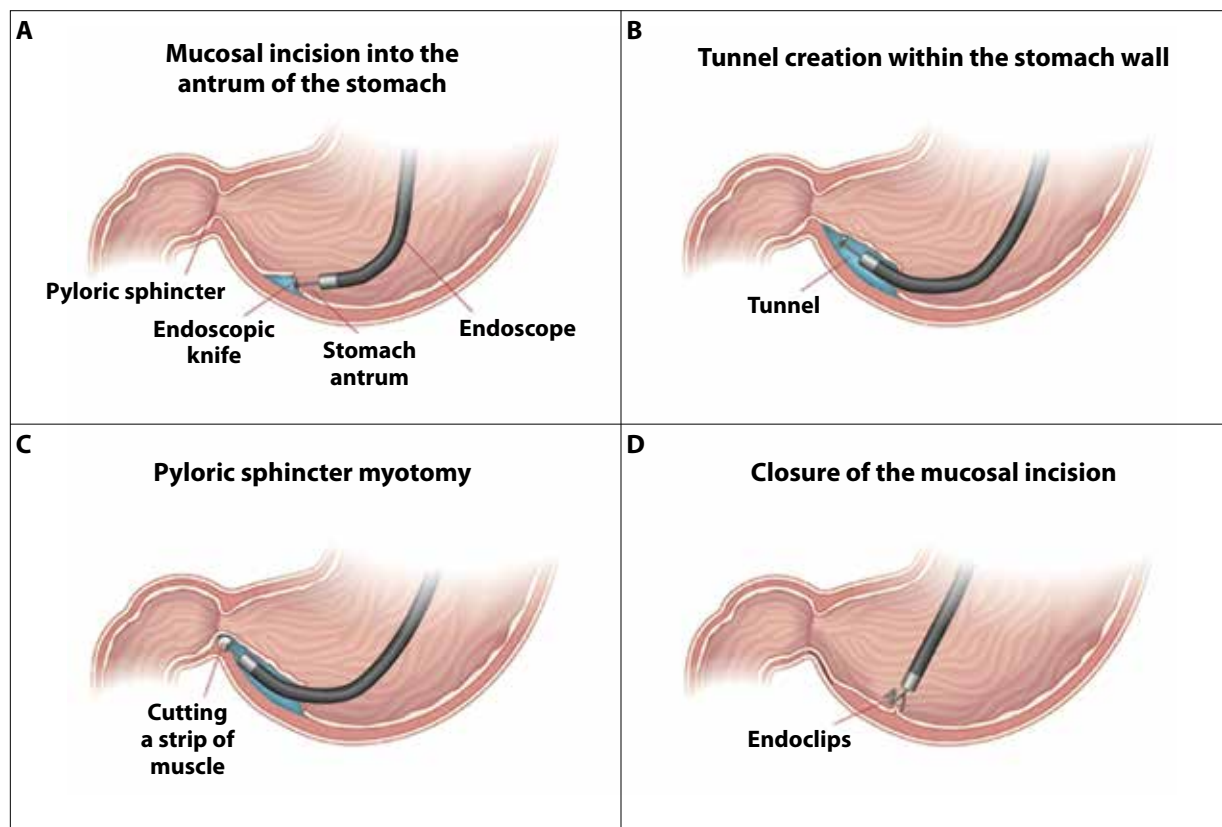 A
Mucosal incision into the
antrum of the stomach
Pyloric sphincter
Endoscopic
knife
Stomach
antrum
Endoscope
B
Tunnel creation within the stomach wall
Tunnel
C
Pyloric sphincter myotomy
Cutting
a strip of
muscle
D
Closure of the mucosal incision
Endoclips